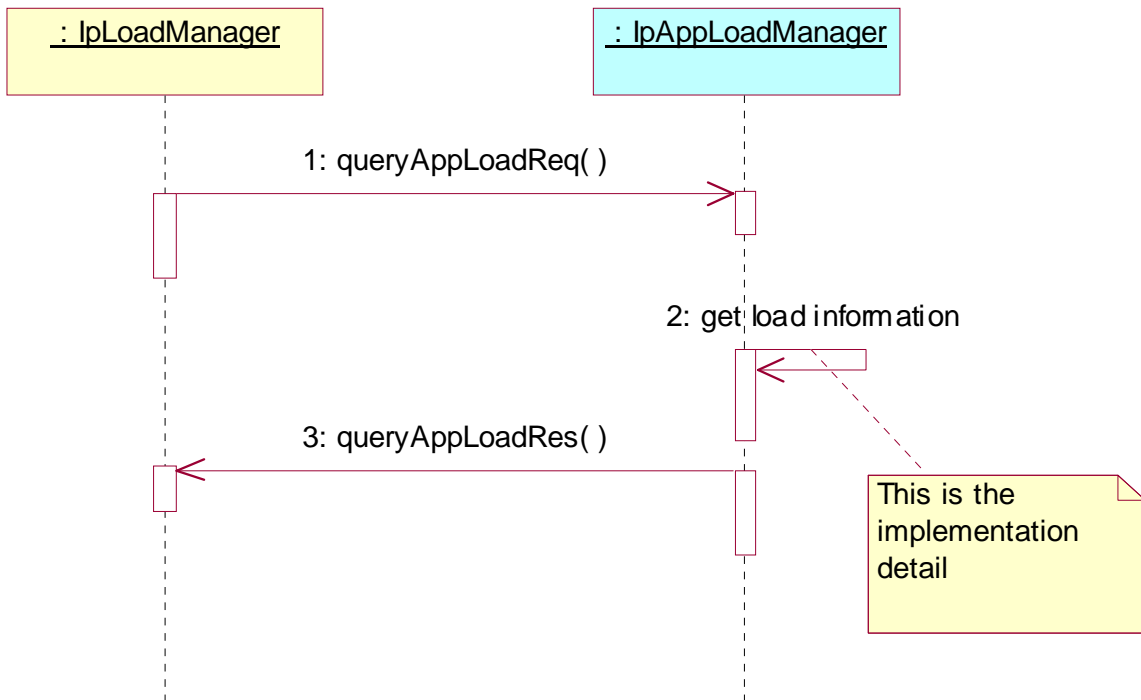 : IpLoadManager
: IpAppLoadManager
1: queryAppLoadReq( )
2: get load information
3: queryAppLoadRes( )
This is the
implementation
detail